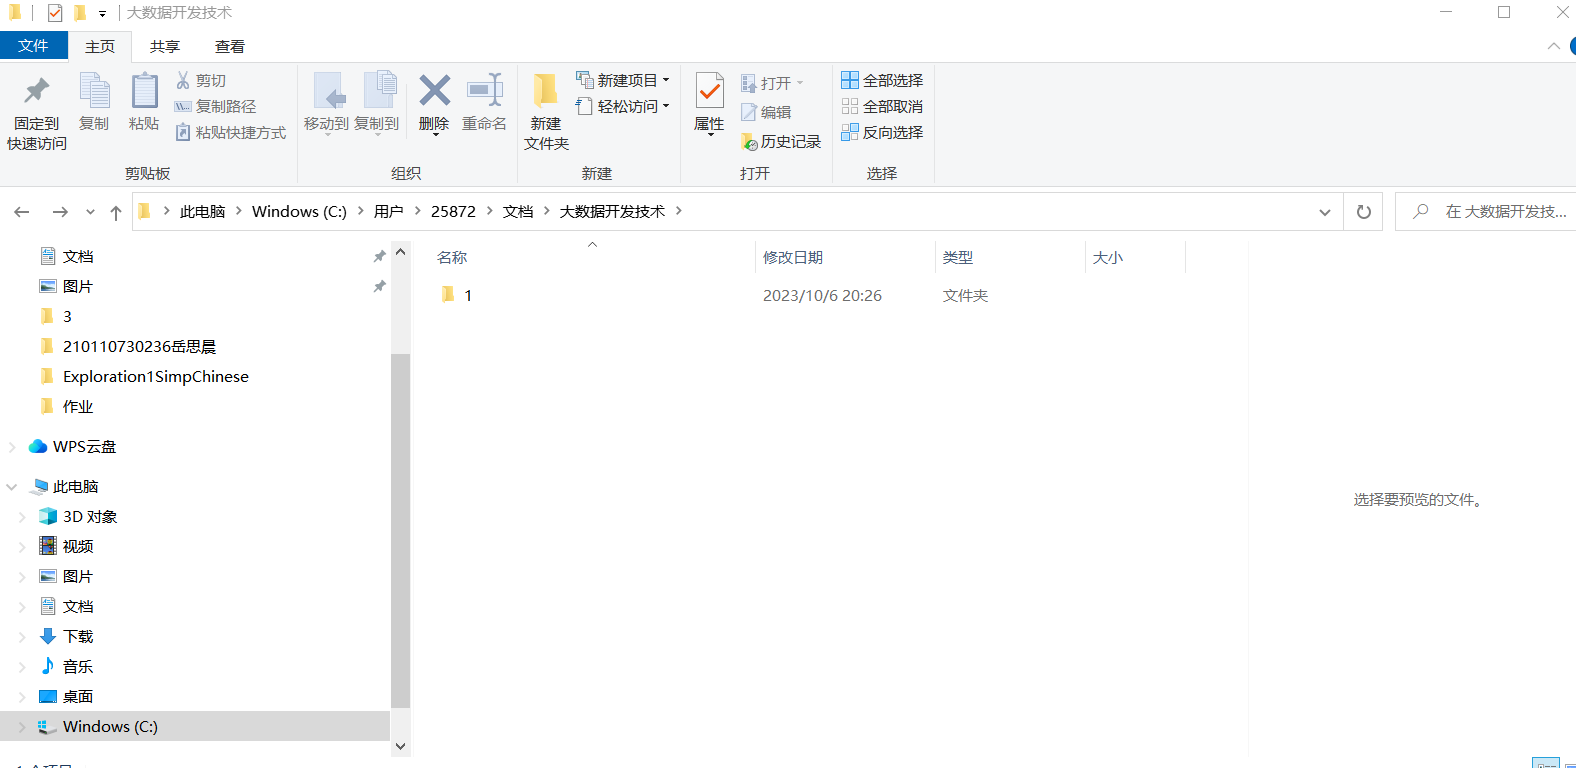 大数据开发技术
文件 主页 共享 查看
固定到
快速访问
复制
粘贴
剪切
复制路径
粘贴快捷方式
剪贴板
移动到
复制到
删除
重命名
组织
新建
文件夹
新建项目
轻松访问
新建
属性
打开
编辑
历史记录
打开
全部选择
全部取消
反向选择
选择
此电脑 Windows (C:) 用户 25872 文档 大数据开发技术
在 大数据开发技...
文档
图片
3
210110730236岳思晨
Exploration1SimpChinese
作业
WPS云盘
此电脑
3D 对象
视频
图片
文档
下载
音乐
桌面
Windows (C:)
名称 修改日期 类型 大小
1 2023/10/6 20:26 文件夹
选择要预览的文件。